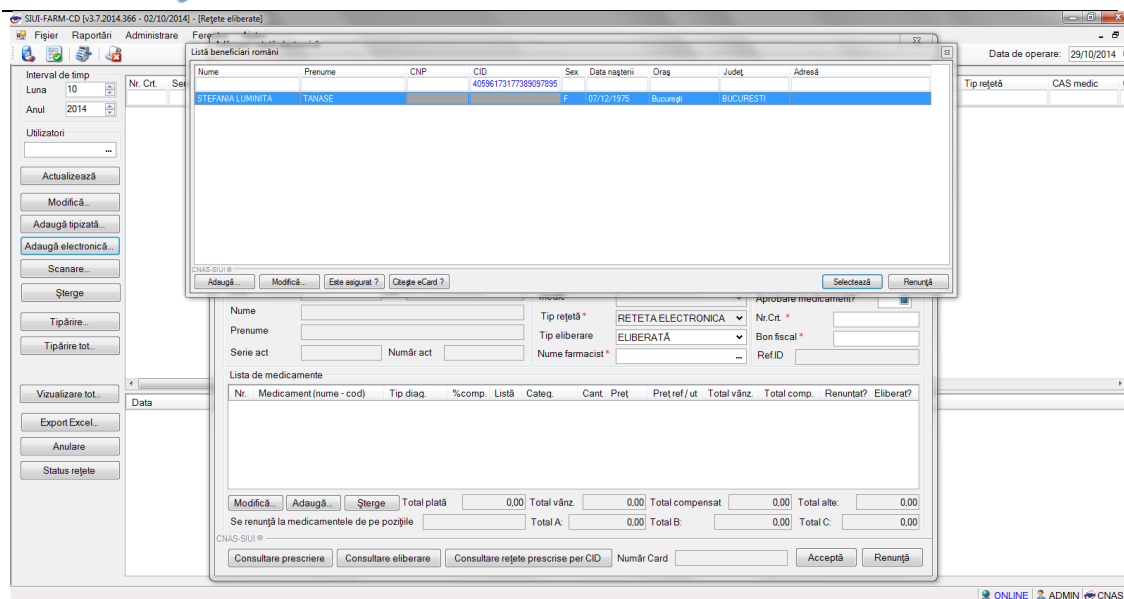 SIUI-FARM-CD [v3.7.2014.366 - 02/10/2014] - [Rețete eliberate]
Fișier Raportări Administrare
Data de operare: 29/10/2014
Listă beneficiari români
Nume Prenume CNP CID Sex Data nașterii Oraș Județ Adresă
40596173177389097895
STEFANIA LUMINITA TANASE F 07/12/1975 București BUCURESTI
Interval de timp
Luna 10
Anul 2014
Nr. Crt.
Tip rețetă CAS medic
Utilizatori
...
Actualizează
Modifică...
Adaugă tipizată...
Adaugă electronică...
Scanare...
Șterge
Tipărire...
Tipărire tot...
Vizualizare tot...
Export Excel...
Anulare
Status rețete
CNAS-SIUI ®
Adaugă... Modifică... Este asigurat ? Citește eCard ? Selectează Renunță
medic Aprobare medicament?
Nume Tip rețetă * RETETA ELECTRONICA Nr.Crt. *
Prenume Tip eliberare ELIBERATĂ Bon fiscal *
Serie act Număr act Nume farmacist * ... Ref.ID
Lista de medicamente
Data
Nr. Medicament (nume - cod) Tip diag. %comp. Listă Categ. Cant. Preț Preț ref / ut Total vânz. Total comp. Renunțat? Eliberat?
Modifică... Adaugă... Șterge Total plată 0,00 Total vânz. 0,00 Total compensat 0,00 Total alte: 0,00
Se renunță la medicamentele de pe pozițiile Total A: 0,00 Total B: 0,00 Total C: 0,00
CNAS-SIUI ®
Consultare prescriere Consultare eliberare Consultare rețete prescrise per CID Număr Card Acceptă Renunță
ONLINE ADMIN CNAS